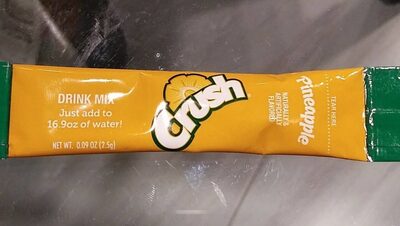 DRINK MIX
Just add to
16.9oz of water!
NET WT. 0.09 OZ (2.5g)
Crush
NATURALLY &
ARTIFICIALLY
FLAVORED
Pineapple
TEAR HERE